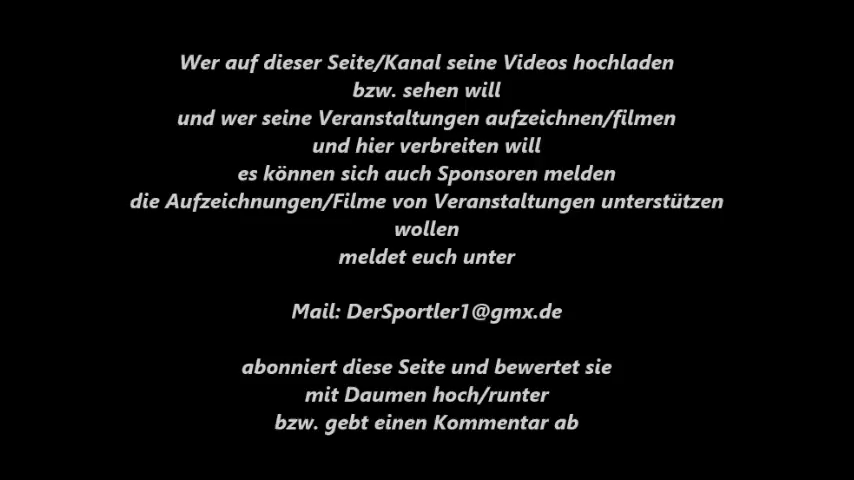 Wer auf dieser Seite/Kanal seine Videos hochladen
bzw. sehen will
und wer seine Veranstaltungen aufzeichnen/filmen
und hier verbreiten will
es können sich auch Sponsoren melden
die Aufzeichnungen/Filme von Veranstaltungen unterstützen
wollen
meldet euch unter
Mail: DerSportler1@gmx.de
abonniert diese Seite und bewertet sie
mit Daumen hoch/runter
bzw. gebt einen Kommentar ab